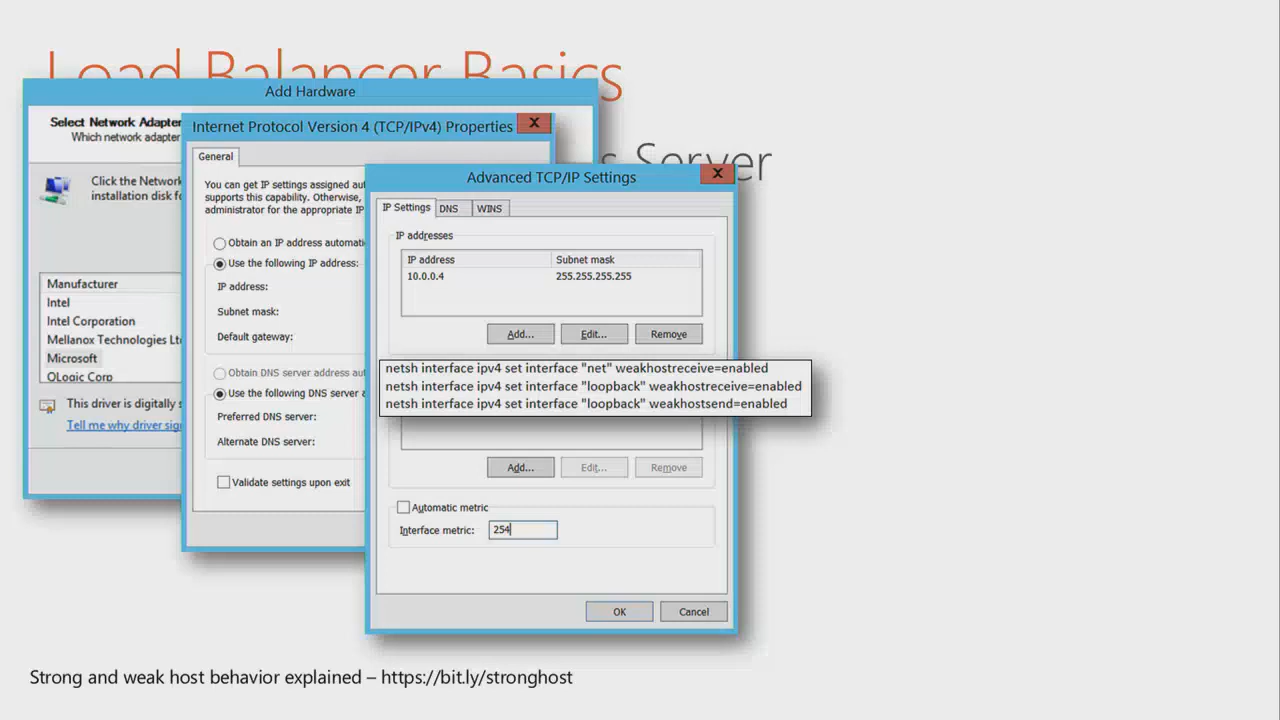 Load Balancer Basics
Server
Add Hardware
Select Network Adapter
Which network adapter
Click the Network
installation disk
Manufacturer
Intel
Intel Corporation
Mellanox Technologies
Microsoft
QLogic Corp
This driver is digitally
Tell me why driver
Internet Protocol Version 4 (TCP/IPv4) Properties
X
General
You can get IP settings assigned
supports this capability. Otherwise,
administrator for the appropriate IP
Obtain an IP address
Use the following IP address:
IP address:
Subnet mask:
Default gateway:
Obtain DNS server address
Use the following DNS server
Preferred DNS server:
Alternate DNS server:
Validate settings upon exit
Advanced TCP/IP Settings
X
IP Settings DNS WINS
IP addresses
IP address Subnet mask
10.0.0.4 255.255.255.255
Add... Edit... Remove
netsh interface ipv4 set interface "net" weakhostreceive=enabled
netsh interface ipv4 set interface "loopback" weakhostreceive=enabled
netsh interface ipv4 set interface "loopback" weakhostsend=enabled
Add... Edit... Remove
Automatic metric
Interface metric: 254
OK Cancel
Strong and weak host behavior explained – https://bit.ly/stronghost